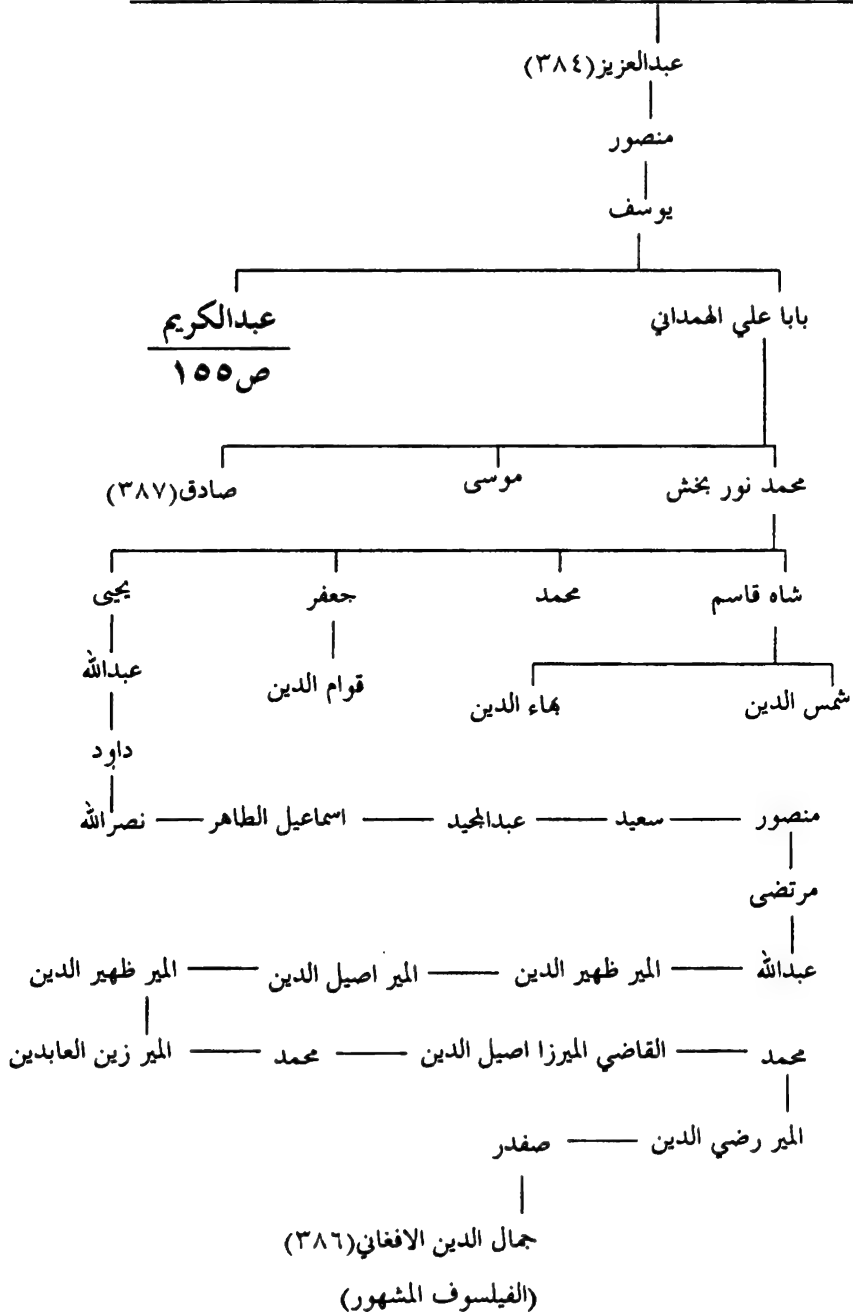 عبدالعزيز(٣٨٤)
منصور
يوسف
بابا علي الهمداني عبدالكريم
ص١٥٥
محمد نور بخش موسى صادق(٣٨٧)
شاه قاسم محمد جعفر يحيى
شمس الدين بهاء الدين قوام الدين عبدالله
داود
منصور سعيد عبدالمجيد اسماعيل الطاهر نصرالله
مرتضى
عبدالله المير ظهير الدين المير اصيل الدين المير ظهير الدين
محمد القاضي الميرزا اصيل الدين محمد المير زين العابدين
المير رضي الدين صفدر
جمال الدين الافغاني(٣٨٦)
(الفيلسوف المشهور)